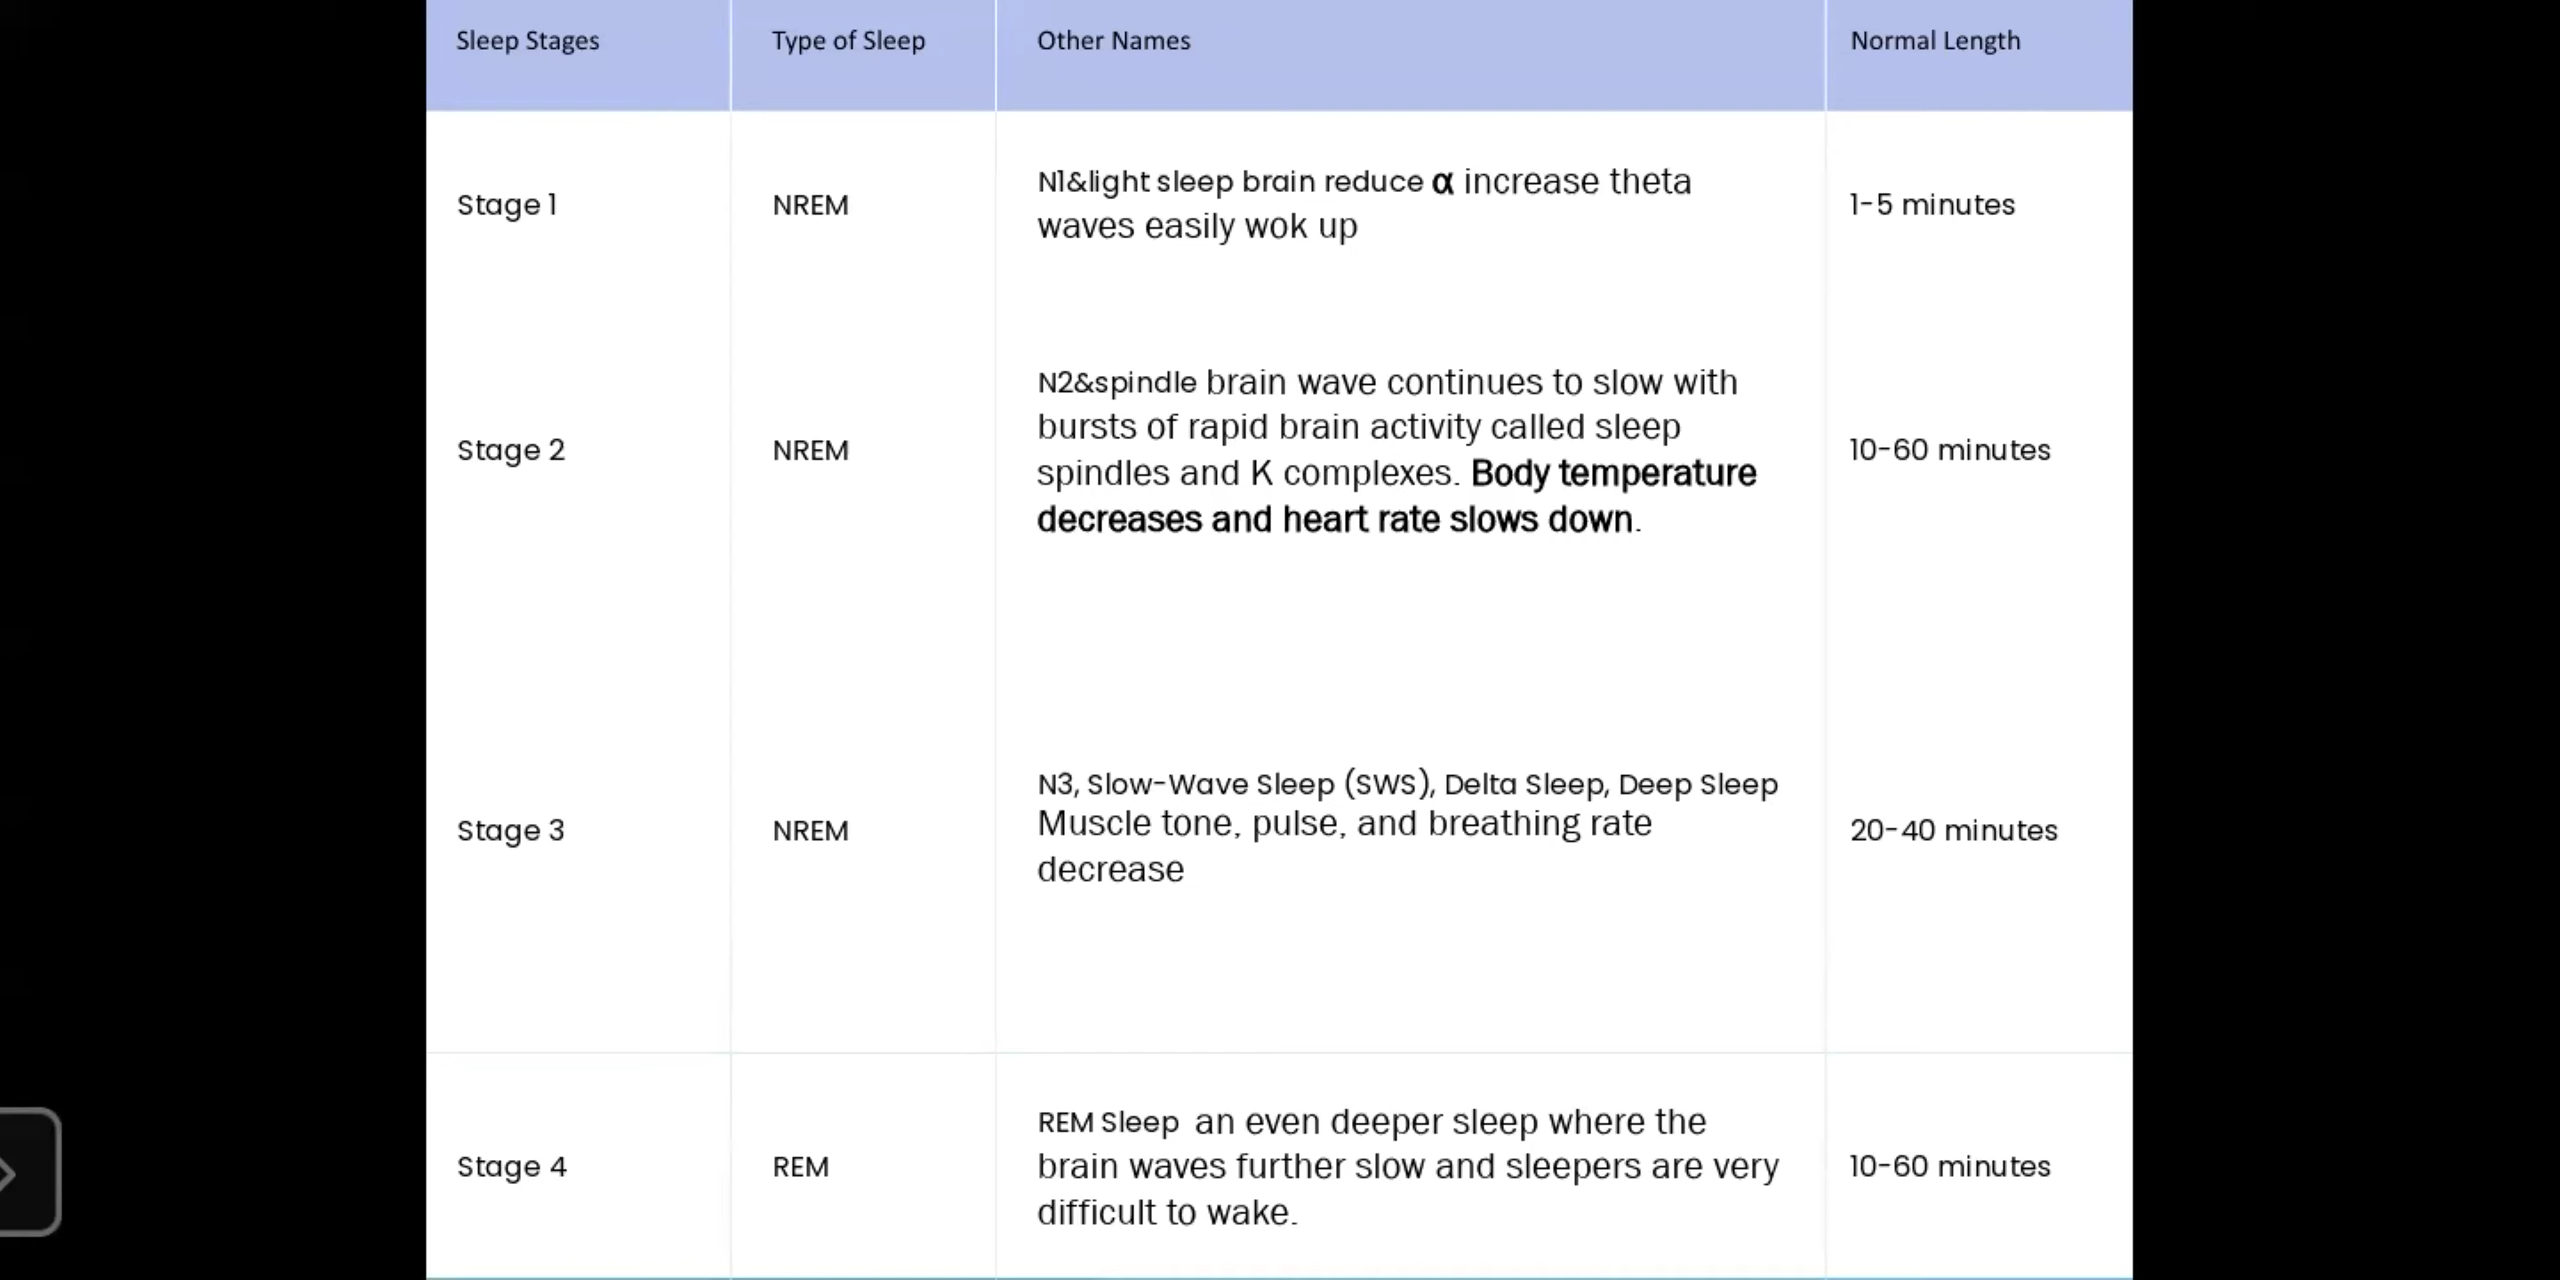 Sleep Stages Type of Sleep Other Names Normal Length
Stage 1 NREM N1&light sleep brain reduce α increase theta
waves easily wok up
1-5 minutes
Stage 2 NREM N2&spindle brain wave continues to slow with
bursts of rapid brain activity called sleep
spindles and K complexes. Body temperature
decreases and heart rate slows down.
10-60 minutes
Stage 3 NREM N3, Slow-Wave Sleep (SWS), Delta Sleep, Deep Sleep
Muscle tone, pulse, and breathing rate
decrease
20-40 minutes
Stage 4 REM REM Sleep an even deeper sleep where the
brain waves further slow and sleepers are very
difficult to wake.
10-60 minutes